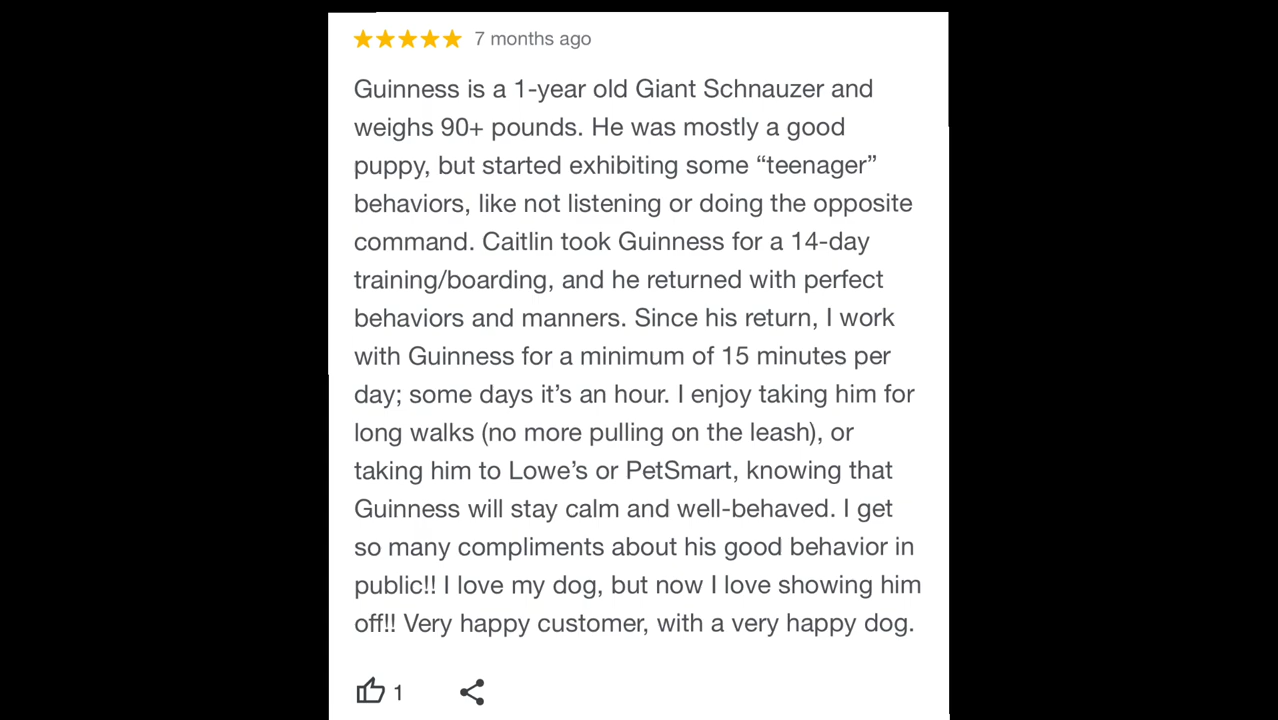 7 months ago
Guinness is a 1-year old Giant Schnauzer and
weighs 90+ pounds. He was mostly a good
puppy, but started exhibiting some “teenager”
behaviors, like not listening or doing the opposite
command. Caitlin took Guinness for a 14-day
training/boarding, and he returned with perfect
behaviors and manners. Since his return, I work
with Guinness for a minimum of 15 minutes per
day; some days it’s an hour. I enjoy taking him for
long walks (no more pulling on the leash), or
taking him to Lowe’s or PetSmart, knowing that
Guinness will stay calm and well-behaved. I get
so many compliments about his good behavior in
public!! I love my dog, but now I love showing him
off!! Very happy customer, with a very happy dog.
1